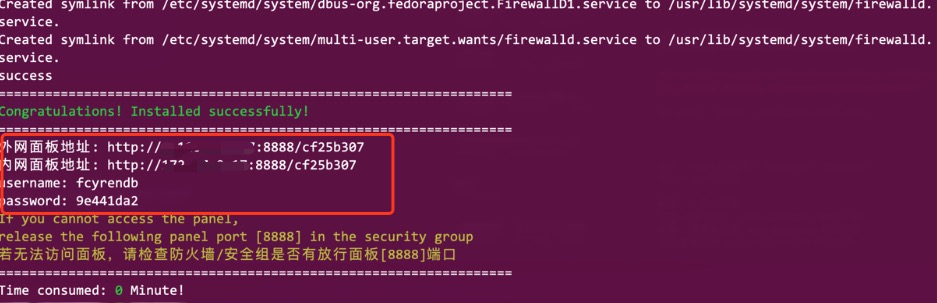 Created symlink from /etc/systemd/system/dbus-org.fedoraproject.FirewallD1.service to /usr/lib/systemd/system/firewalld.
service.
Created symlink from /etc/systemd/system/multi-user.target.wants/firewalld.service to /usr/lib/systemd/system/firewalld.
service.
success
==================================================================
Congratulations! Installed successfully!
==================================================================
外网面板地址: http://:8888/cf25b307
内网面板地址: http://:8888/cf25b307
username: fcyrendb
password: 9e441da2
If you cannot access the panel,
release the following panel port [8888] in the security group
若无法访问面板，请检查防火墙/安全组是否有放行面板[8888]端口
==================================================================
Time consumed: 0 Minute!